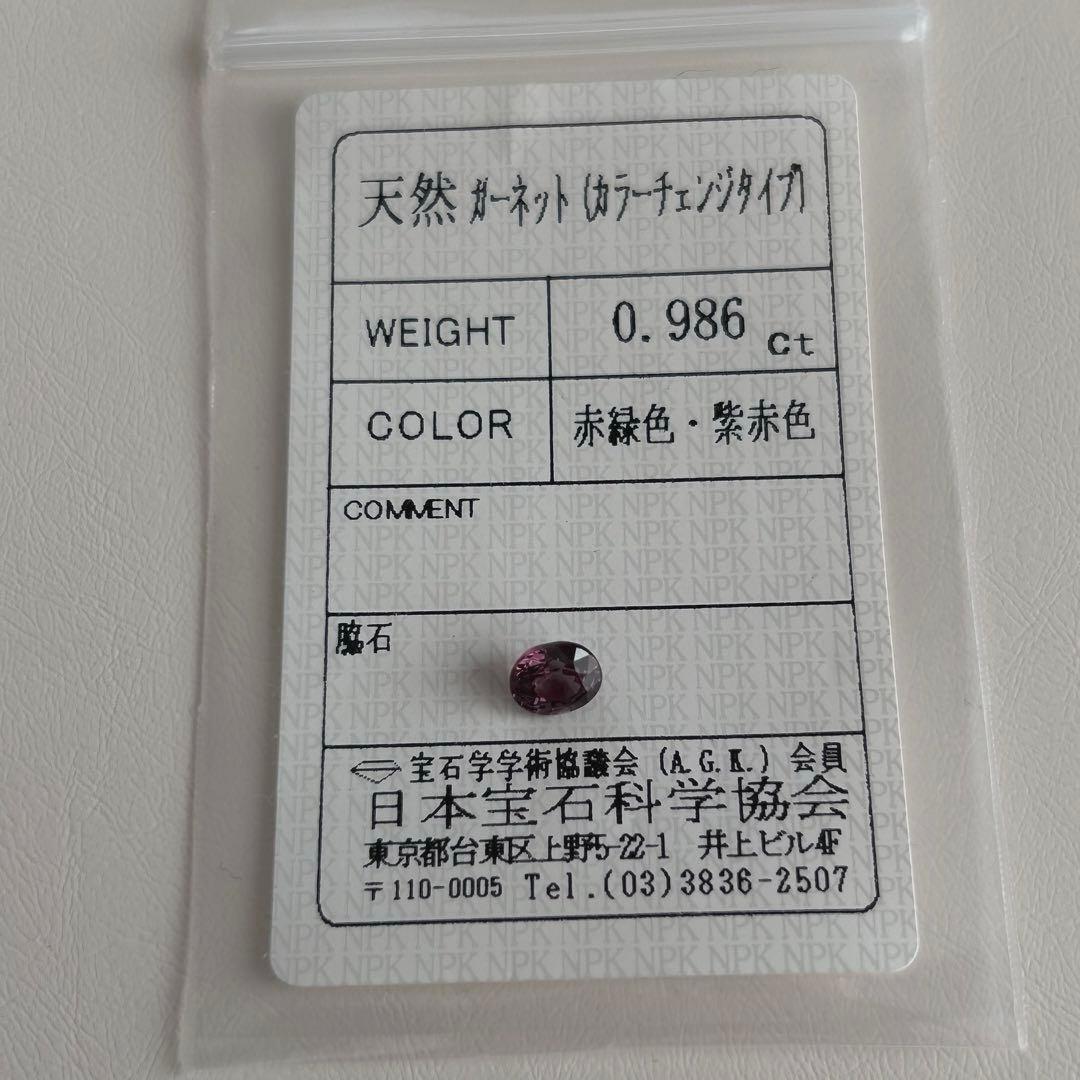 天然 ガーネット (カラーチェンジタイプ)
WEIGHT 0.986 ct
COLOR 赤緑色・紫赤色
COMMENT
脇石
宝石学学術協議会 (A.G.K.) 会員
日本宝石科学協会
東京都台東区上野5-22-1 井上ビル4F
〒110-0005 Tel.(03)3836-2507
NPK